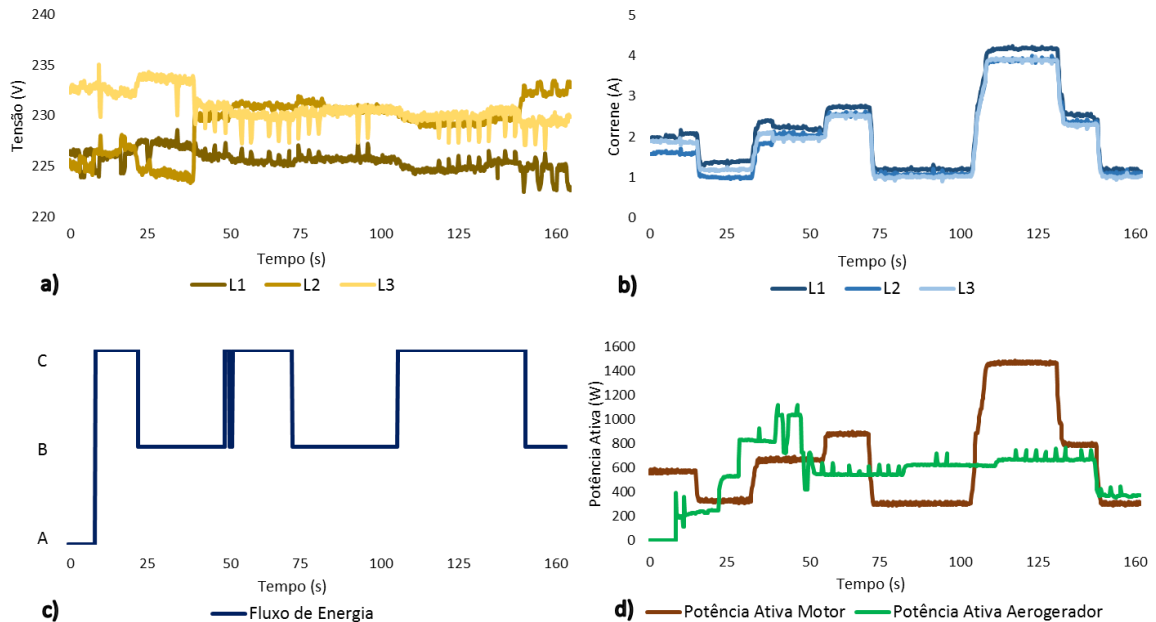 Tensão (V)
240
235
230
225
220
0 25 50 75 100 125 160
Tempo (s)
a)
L1 L2 L3
Correne (A)
5
4
3
2
1
0
0 25 50 75 100 125 160
Tempo (s)
b)
L1 L2 L3
C
B
A
0 25 50 75 100 125 160
Tempo (s)
c)
Fluxo de Energia
Potência Ativa (W)
1600
1400
1200
1000
800
600
400
200
0
0 25 50 75 100 125 160
Tempo (s)
d)
Potência Ativa Motor Potência Ativa Aerogerador